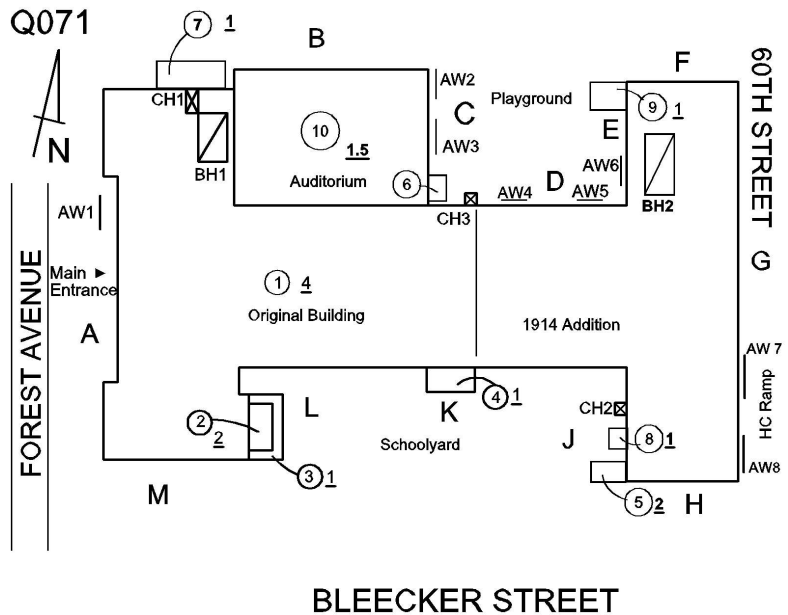 Q071
N
7 1
B
F
60TH STREET
CH1
AW2
C
Playground
9 1
E
10
1.5
Auditorium
AW3
BH1
6
D
AW6
AW4
AW5
BH2
CH3
AW1
Main ►
Entrance
FOREST AVENUE
A
1 4
Original Building
1914 Addition
G
AW 7
HC Ramp
AW8
L
K
4 1
CH2
2
2
Schoolyard
J
8 1
3 1
M
5 2
H
BLEECKER STREET